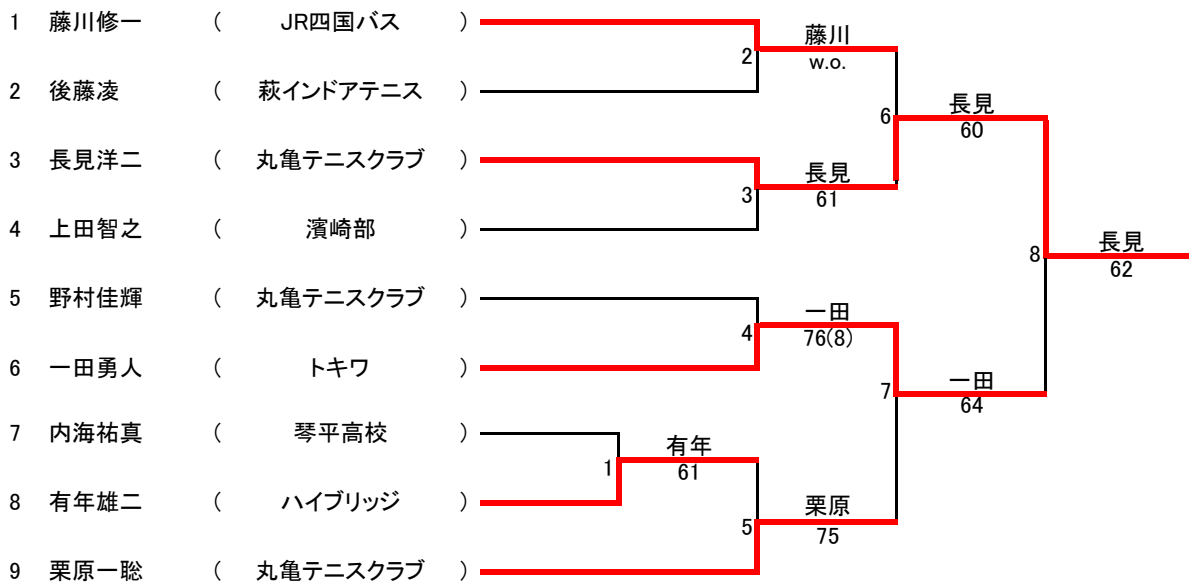 1 藤川修一 ( JR四国バス )
藤川
2
w.o.
2 後藤凌 ( 萩インドアテニス )
長見
6
60
3 長見洋二 ( 丸亀テニスクラブ )
長見
3
61
4 上田智之 ( 濱崎部 )
長見
8
62
5 野村佳輝 ( 丸亀テニスクラブ )
一田
4
76(8)
6 一田勇人 ( トキワ )
一田
7
64
7 内海祐真 ( 琴平高校 )
有年
1
61
8 有年雄二 ( ハイブリッジ )
栗原
5
75
9 栗原一聡 ( 丸亀テニスクラブ )